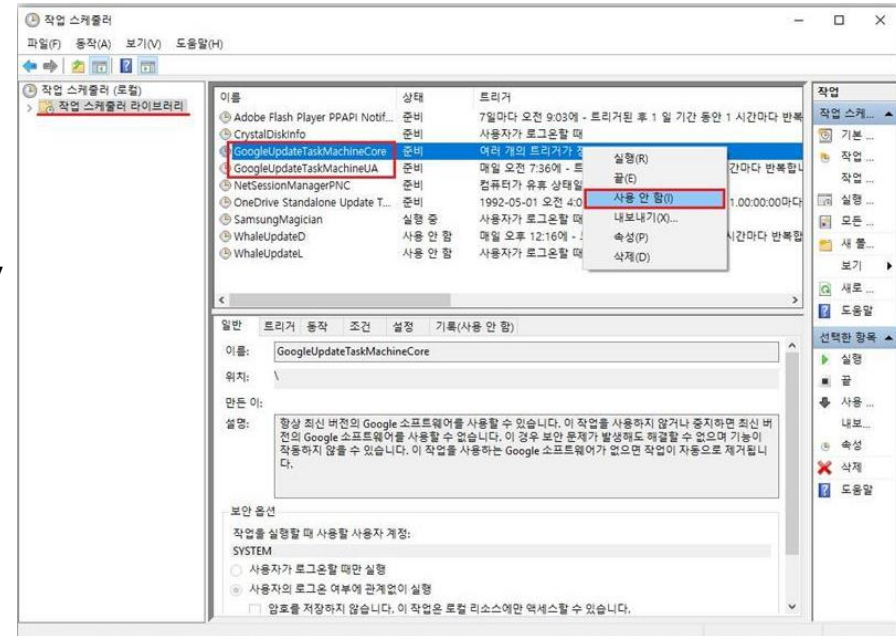 작업 스케줄러
파일(F) 동작(A) 보기(V) 도움말(H)
작업 스케줄러 (로컬)
작업 스케줄러 라이브러리
이름 상태 트리거
Adobe Flash Player PPAPI Notif... 준비 7일마다 오전 9:03에 - 트리거된 후 1 일 기간 동안 1 시간마다 반복
CrystalDiskInfo 준비 사용자가 로그온할 때
GoogleUpdateTaskMachineCore 준비 여러 개의 트리거가 정
GoogleUpdateTaskMachineUA 준비 매일 오전 7:36에 - 트 간마다 반복합니
NetSessionManagerPNC 준비 컴퓨터가 유휴 상태일
OneDrive Standalone Update T... 준비 1992-05-01 오전 4:0 1.00:00:00마다
SamsungMagician 실행 중 사용자가 로그온할 때
WhaleUpdateD 사용 안 함 매일 오후 12:16에 - 시간마다 반복합
WhaleUpdateL 사용 안 함 사용자가 로그온할 때
실행(R)
끝(E)
사용 안 함(I)
내보내기(X)...
속성(P)
삭제(D)
일반 트리거 동작 조건 설정 기록(사용 안 함)
이름: GoogleUpdateTaskMachineCore
위치: \
만든 이:
설명: 항상 최신 버전의 Google 소프트웨어를 사용할 수 있습니다. 이 작업을 사용하지 않거나 중지하면 최신 버
전의 Google 소프트웨어를 사용할 수 없습니다. 이 경우 보안 문제가 발생해도 해결할 수 없으며 기능이
작동하지 않을 수 있습니다. 이 작업을 사용하는 Google 소프트웨어가 없으면 작업이 자동으로 제거됩니
다.
보안 옵션
작업을 실행할 때 사용할 사용자 계정:
SYSTEM
사용자가 로그온할 때만 실행
사용자의 로그온 여부에 관계없이 실행
암호를 저장하지 않습니다. 이 작업은 로컬 리소스에만 액세스할 수 있습니다.
작업
작업 스케...
기본 ...
작업 ...
작업 ...
실행 ...
모든 ...
새 폴...
보기
새로 ...
도움말
선택한 항목
실행
끝
사용 ...
내보...
속성
삭제
도움말